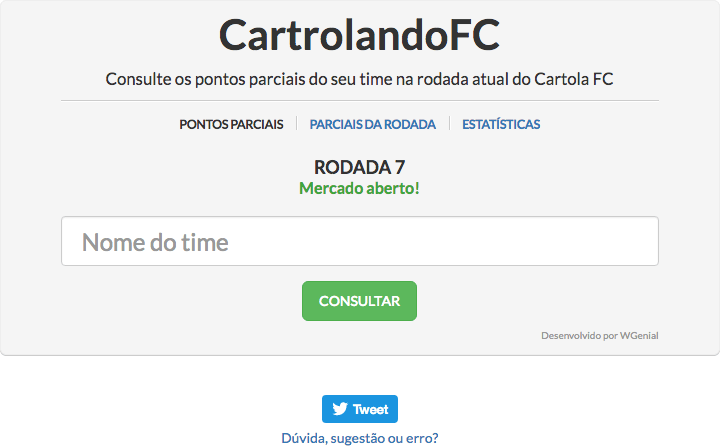 CartrolandoFC
Consulte os pontos parciais do seu time na rodada atual do Cartola FC
PONTOS PARCIAIS | PARCIAIS DA RODADA | ESTATÍSTICAS
RODADA 7
Mercado aberto!
Nome do time
CONSULTAR
Desenvolvido por WGenial
Tweet
Dúvida, sugestão ou erro?